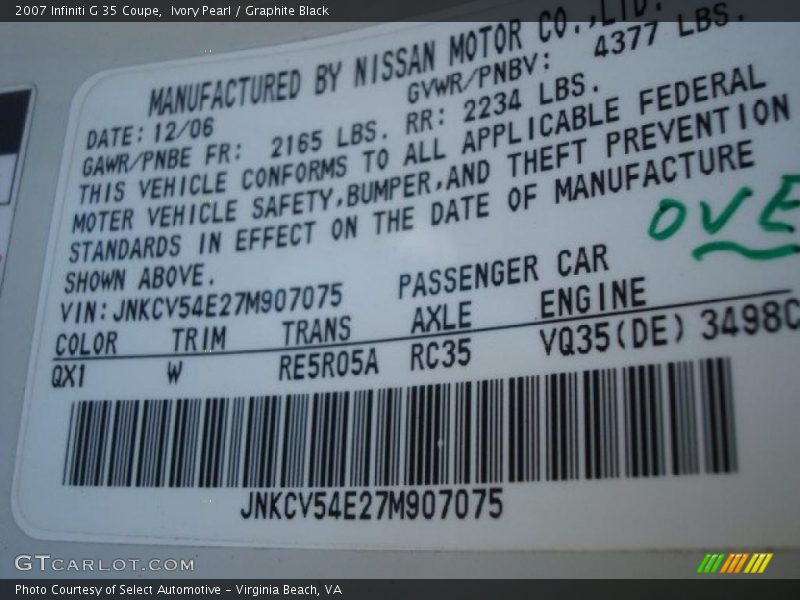 2007 Infiniti G 35 Coupe, Ivory Pearl / Graphite Black
MANUFACTURED BY NISSAN MOTOR CO.,LTD.
DATE: 12/06 GVWR/PNBV: 4377 LBS.
GAWR/PNBE FR: 2165 LBS. RR: 2234 LBS.
THIS VEHICLE CONFORMS TO ALL APPLICABLE FEDERAL
MOTER VEHICLE SAFETY,BUMPER,AND THEFT PREVENTION
STANDARDS IN EFFECT ON THE DATE OF MANUFACTURE
SHOWN ABOVE.
OVE
VIN: JNKCV54E27M907075 PASSENGER CAR
COLOR TRIM TRANS AXLE ENGINE
QX1 W RE5R05A RC35 VQ35(DE) 3498C
JNKCV54E27M907075
GTCARLOT.COM
Photo Courtesy of Select Automotive – Virginia Beach, VA